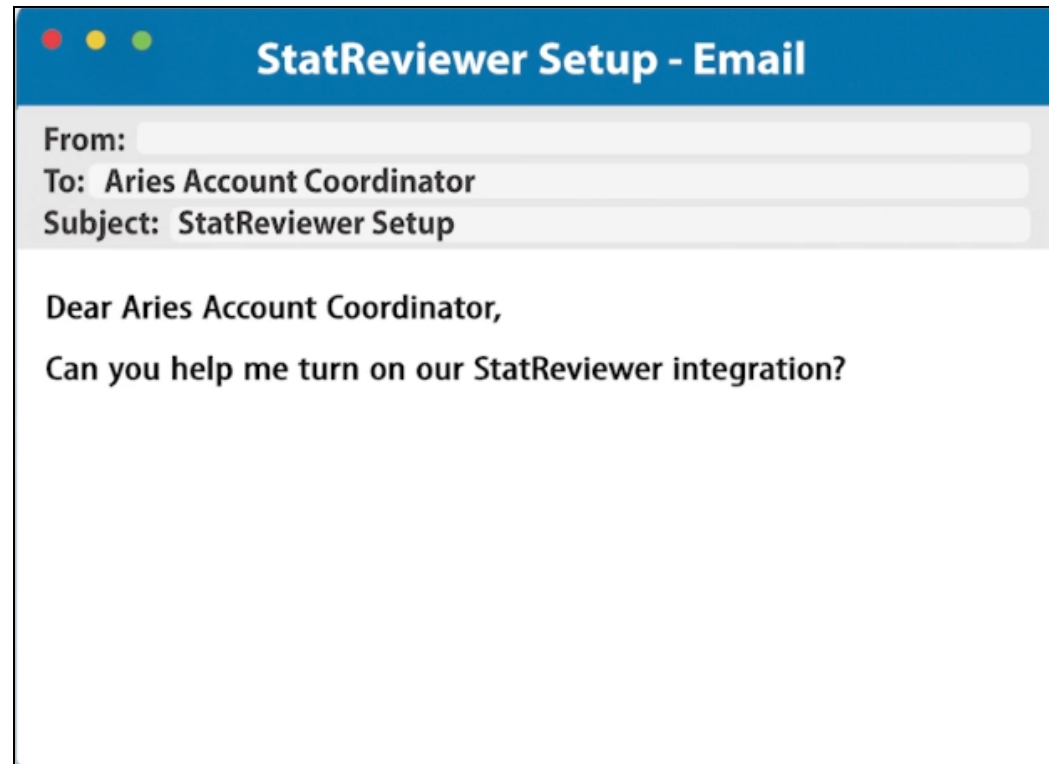 StatReviewer Setup - Email
From:
To: Aries Account Coordinator
Subject: StatReviewer Setup
Dear Aries Account Coordinator,
Can you help me turn on our StatReviewer integration?